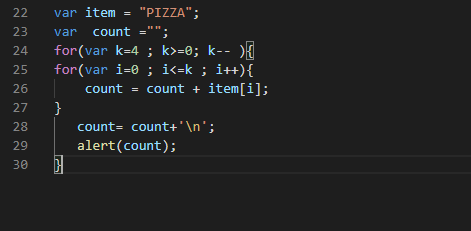 22 var item = "PIZZA";
23 var  count ="";
24 for(var k=4 ; k>=0; k-- ){
25 for(var i=0 ; i<=k ; i++){
26     count = count + item[i];
27 }
28    count= count+'\n';
29    alert(count);
30 }